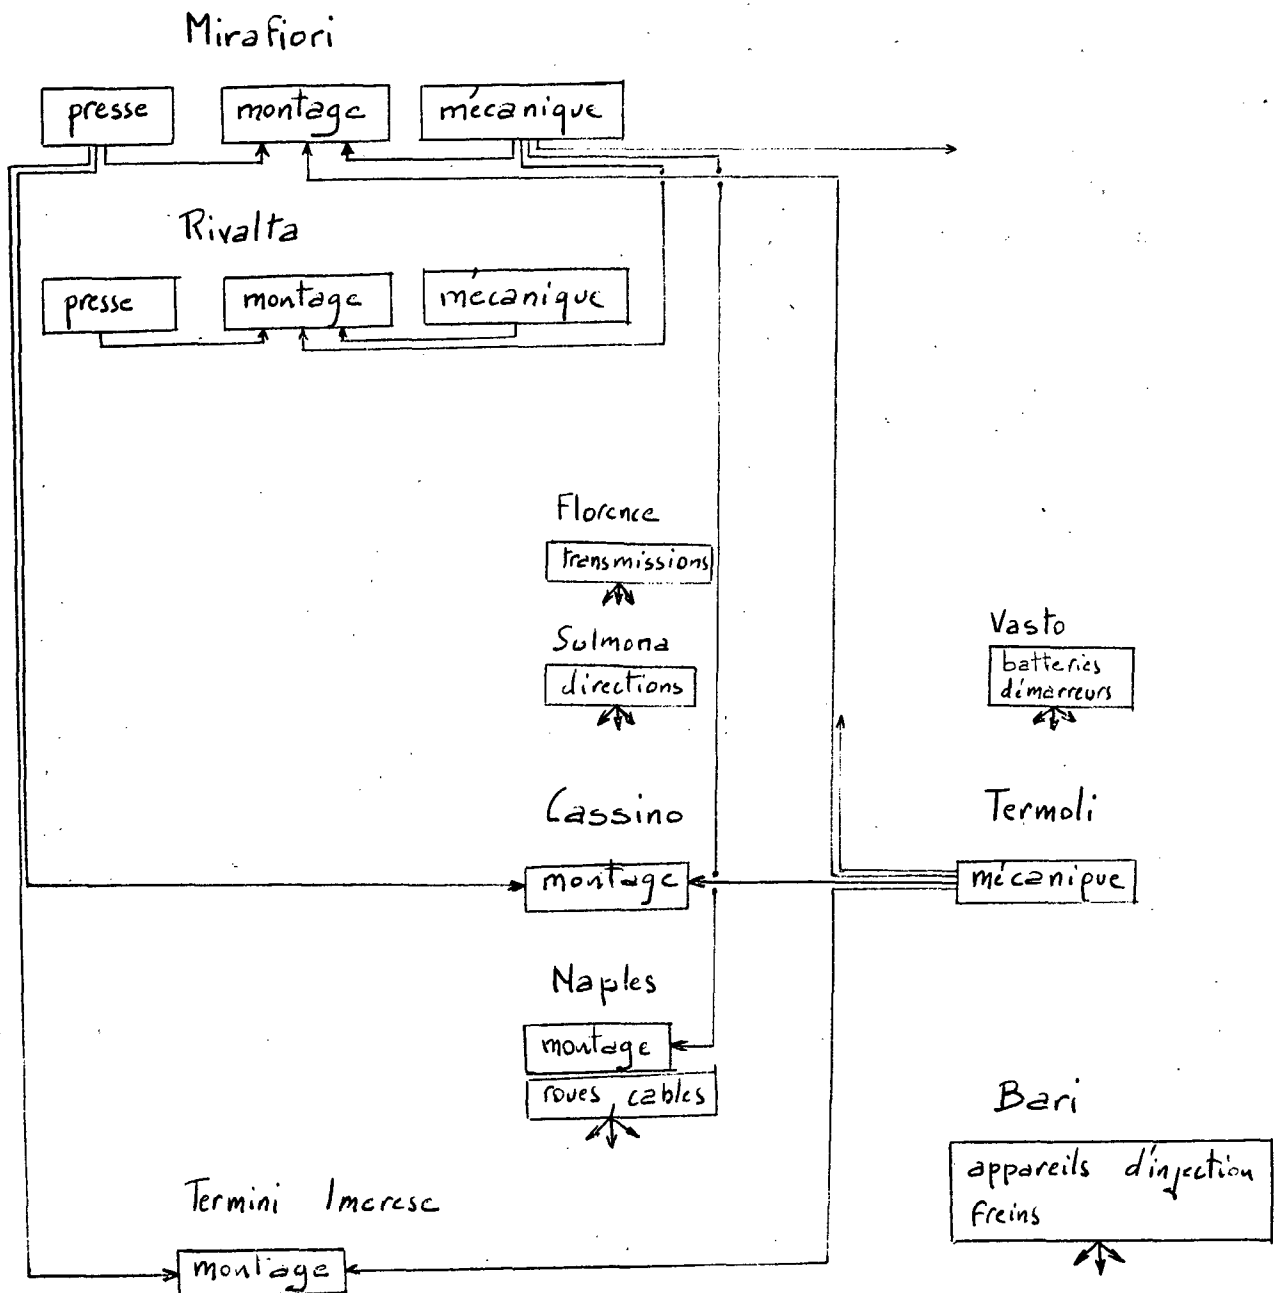 Mirafiori
presse
montage
mécanique
Rivalta
presse
montage
mécanique
Florence
transmissions
Sulmona
directions
Vasto
batteries
démarreurs
Cassino
montage
Termoli
mécanique
Naples
montage
roues, cables
Bari
appareils d'injection
freins
Termini Imerese
montage